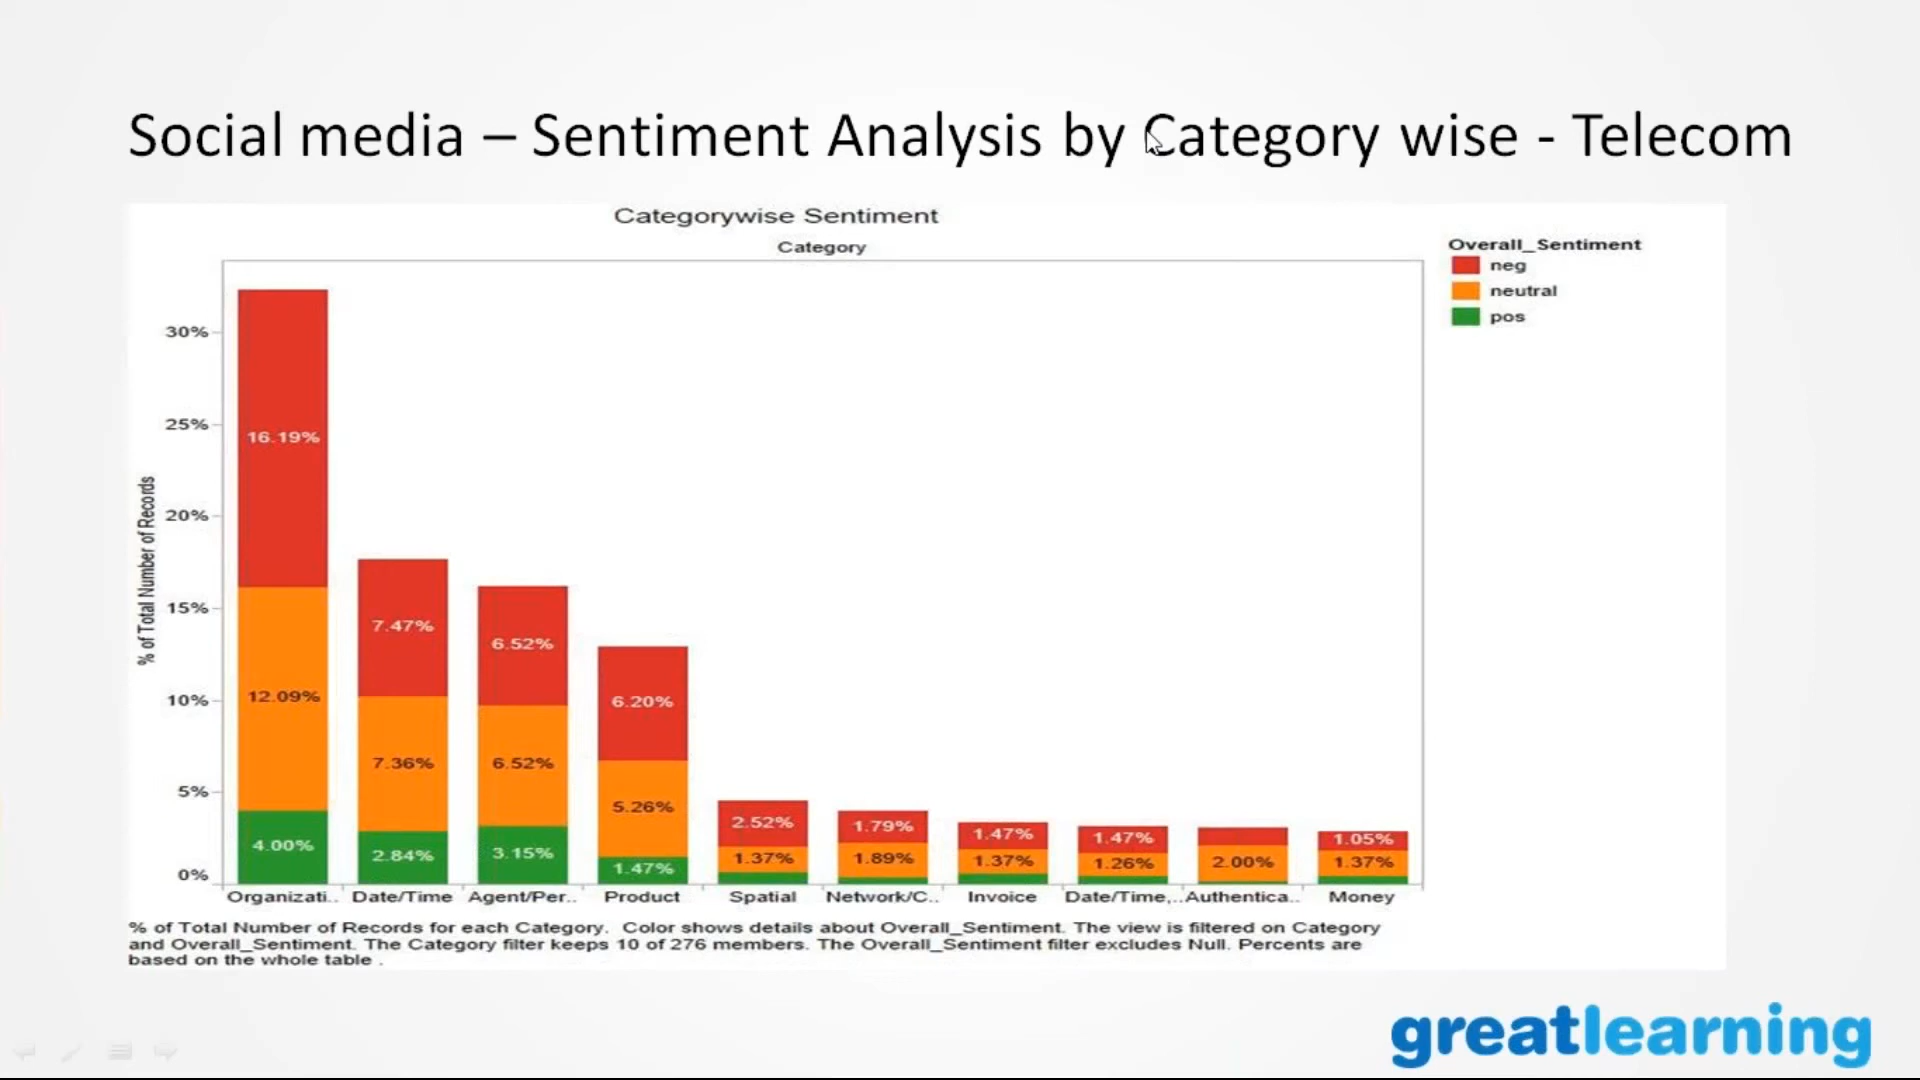 Social media – Sentiment Analysis by Category wise - Telecom
Categorywise Sentiment
Category
Overall_Sentiment
neg
neutral
pos
% of Total Number of Records
30%
25%
20%
15%
10%
5%
0%
16.19%
12.09%
4.00%
7.47%
7.36%
2.84%
6.52%
6.52%
3.15%
6.20%
5.26%
1.47%
2.52%
1.37%
1.79%
1.89%
1.47%
1.37%
1.47%
1.26%
2.00%
1.05%
1.37%
Organizati.. Date/Time Agent/Per.. Product Spatial Network/C.. Invoice Date/Time,.. Authentica.. Money
% of Total Number of Records for each Category. Color shows details about Overall_Sentiment. The view is filtered on Category
and Overall_Sentiment. The Category filter keeps 10 of 276 members. The Overall_Sentiment filter excludes Null. Percents are
based on the whole table .
greatlearning